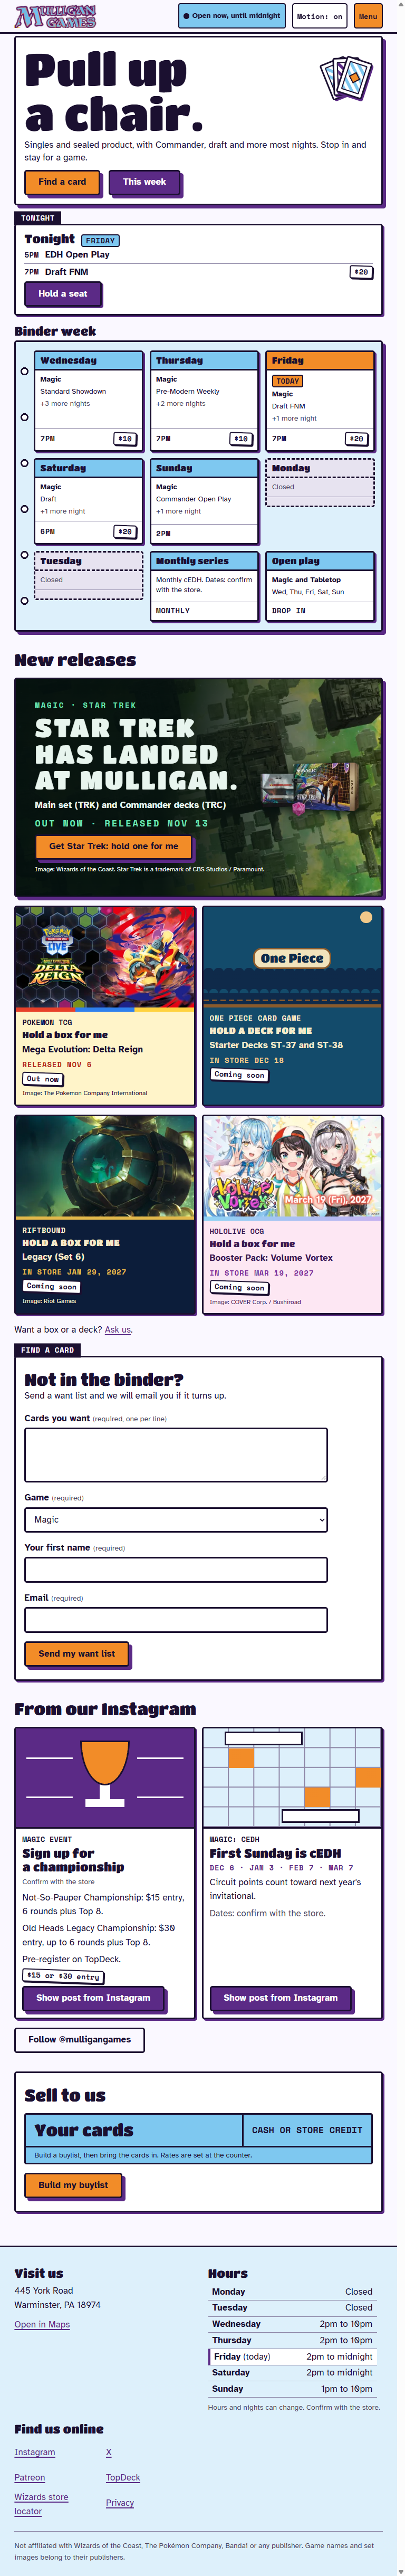 MULLIGAN
GAMES
Open now, until midnight
Motion: on
Menu
Pull up
a chair.
Singles and sealed product, with Commander, draft and more most nights. Stop in and
stay for a game.
Find a card
This week
TONIGHT
Tonight FRIDAY
5PM EDH Open Play
7PM Draft FNM $20
Hold a seat
Binder week
Wednesday
Magic
Standard Showdown
+3 more nights
7PM $10
Thursday
Magic
Pre-Modern Weekly
+2 more nights
7PM $10
Friday
TODAY
Magic
Draft FNM
+1 more night
7PM $20
Saturday
Magic
Draft
+1 more night
6PM $20
Sunday
Magic
Commander Open Play
+1 more night
2PM
Monday
Closed
Tuesday
Closed
Monthly series
Monthly cEDH. Dates: confirm
with the store.
MONTHLY
Open play
Magic and Tabletop
Wed, Thu, Fri, Sat, Sun
DROP IN
New releases
MAGIC · STAR TREK
STAR TREK
HAS LANDED
AT MULLIGAN.
Main set (TRK) and Commander decks (TRC)
OUT NOW · RELEASED NOV 13
Get Star Trek: hold one for me
Image: Wizards of the Coast. Star Trek is a trademark of CBS Studios / Paramount.
POKÉMON
LIVE
DELTA
REIGN
POKEMON TCG
Hold a box for me
Mega Evolution: Delta Reign
RELEASED NOV 6
Out now
Image: The Pokemon Company International
One Piece
ONE PIECE CARD GAME
HOLD A DECK FOR ME
Starter Decks ST-37 and ST-38
IN STORE DEC 18
Coming soon
RIFTBOUND
HOLD A BOX FOR ME
Legacy (Set 6)
IN STORE JAN 29, 2027
Coming soon
Image: Riot Games
Volume
Vortex
March 19 (Fri), 2027
HOLOLIVE OCG
Hold a box for me
Booster Pack: Volume Vortex
IN STORE MAR 19, 2027
Coming soon
Image: COVER Corp. / Bushiroad
Want a box or a deck? Ask us.
FIND A CARD
Not in the binder?
Send a want list and we will email you if it turns up.
Cards you want (required, one per line)
Game (required)
Magic
Your first name (required)
Email (required)
Send my want list
From our Instagram
MAGIC EVENT
Sign up for
a championship
Confirm with the store
Not-So-Pauper Championship: $15 entry,
6 rounds plus Top 8.
Old Heads Legacy Championship: $30
entry, up to 6 rounds plus Top 8.
Pre-register on TopDeck.
$15 or $30 entry
Show post from Instagram
MAGIC: CEDH
First Sunday is cEDH
DEC 6 · JAN 3 · FEB 7 · MAR 7
Circuit points count toward next year's
invitational.
Dates: confirm with the store.
Show post from Instagram
Follow @mulligangames
Sell to us
Your cards
CASH OR STORE CREDIT
Build a buylist, then bring the cards in. Rates are set at the counter.
Build my buylist
Visit us
445 York Road
Warminster, PA 18974
Open in Maps
Hours
Monday Closed
Tuesday Closed
Wednesday 2pm to 10pm
Thursday 2pm to 10pm
Friday (today) 2pm to midnight
Saturday 2pm to midnight
Sunday 1pm to 10pm
Hours and nights can change. Confirm with the store.
Find us online
Instagram
X
Patreon
TopDeck
Wizards store
locator
Privacy
Not affiliated with Wizards of the Coast, The Pokémon Company, Bandai or any publisher. Game names and set
images belong to their publishers.